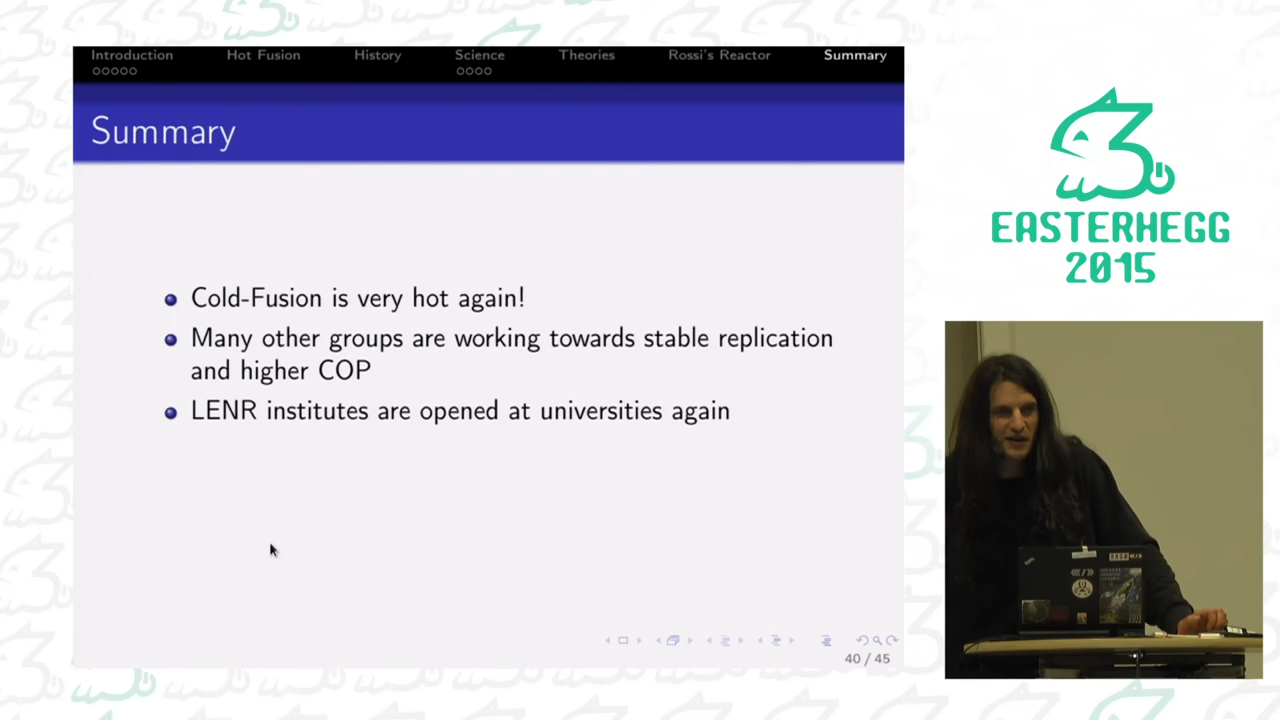 Introduction Hot Fusion History Science Theories Rossi's Reactor Summary
Summary
Cold-Fusion is very hot again!
Many other groups are working towards stable replication
and higher COP
LENR institutes are opened at universities again
40 / 45
EASTERHEGG
2015